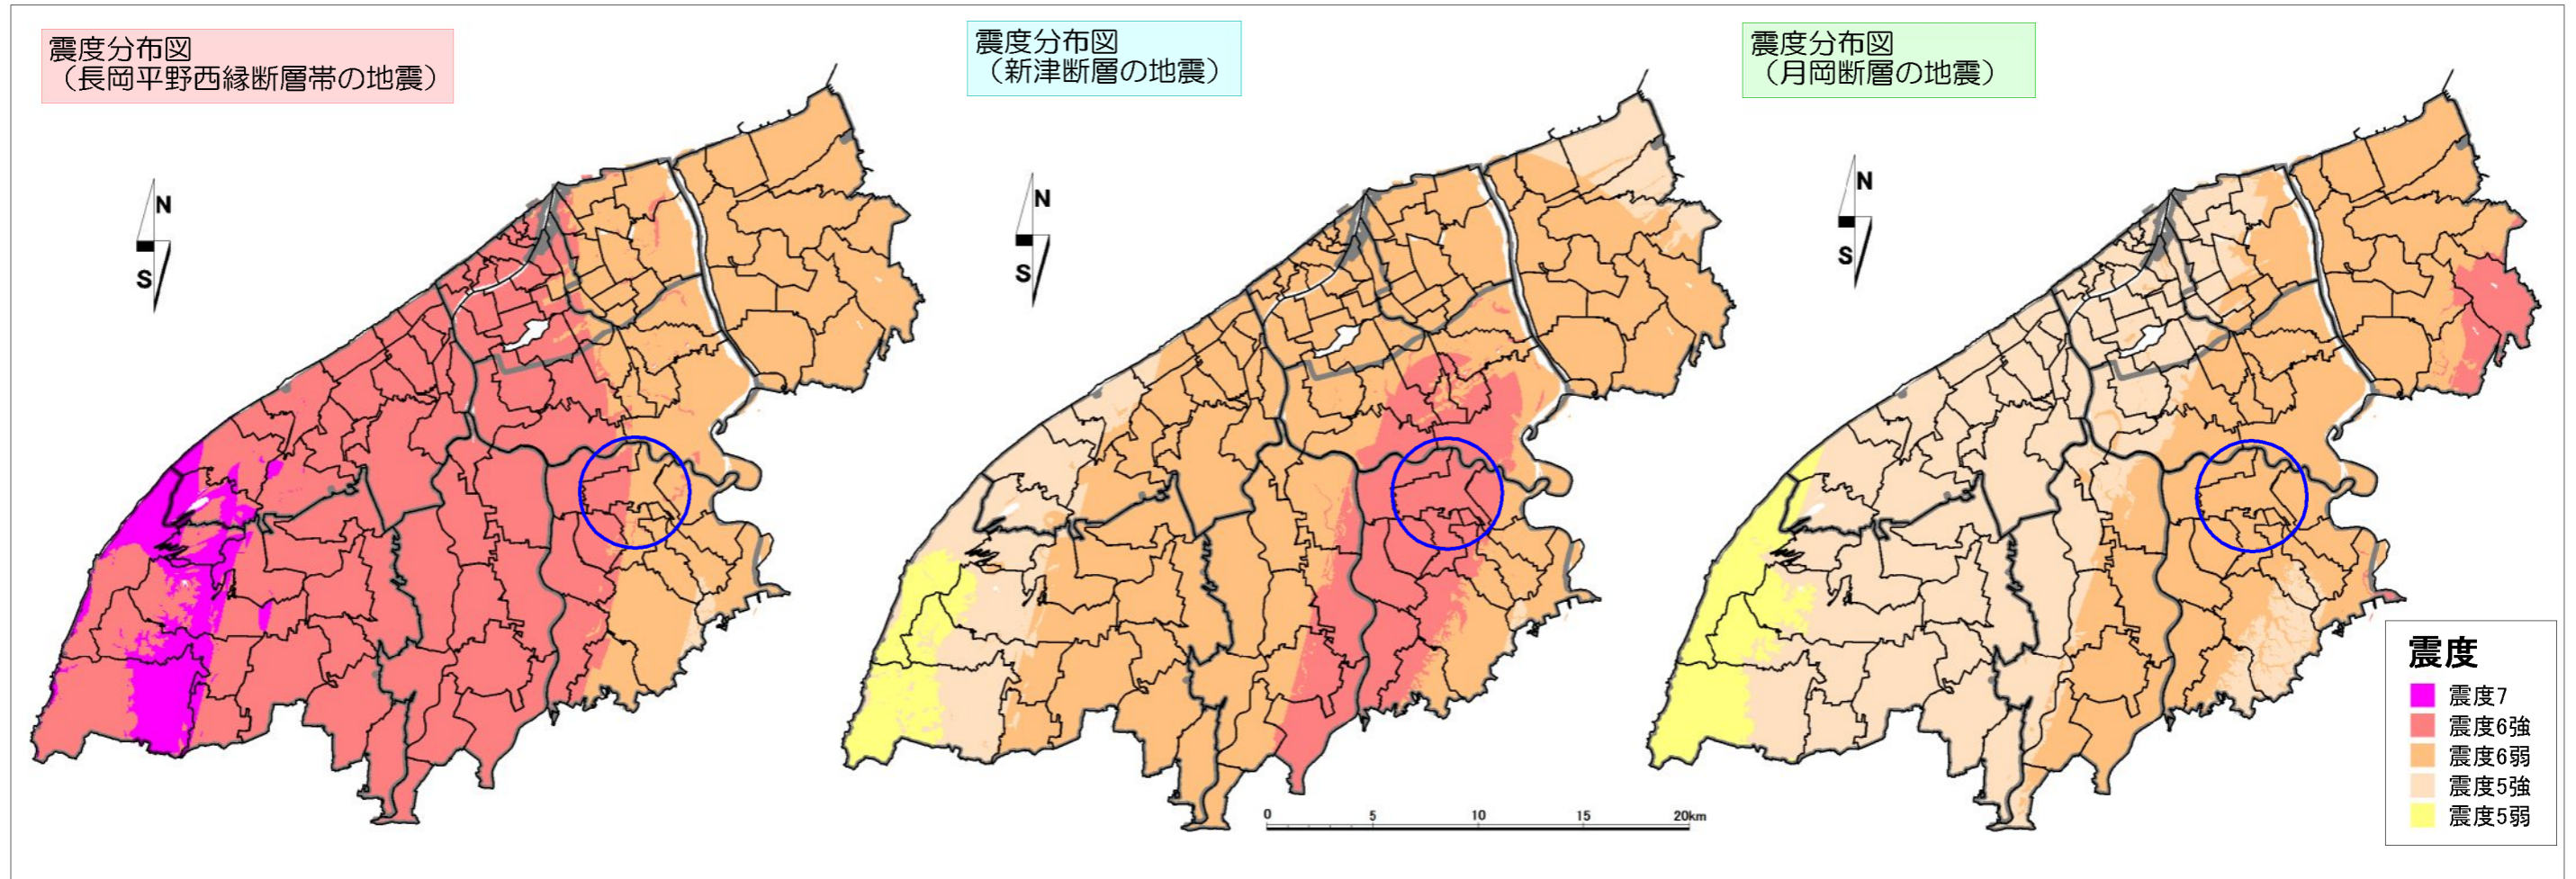 震度分布図
（長岡平野西縁断層帯の地震）
震度分布図
（新津断層の地震）
震度分布図
（月岡断層の地震）
N
S
N
S
N
S
震度
震度7
震度6強
震度6弱
震度5強
震度5弱
0 5 10 15 20km